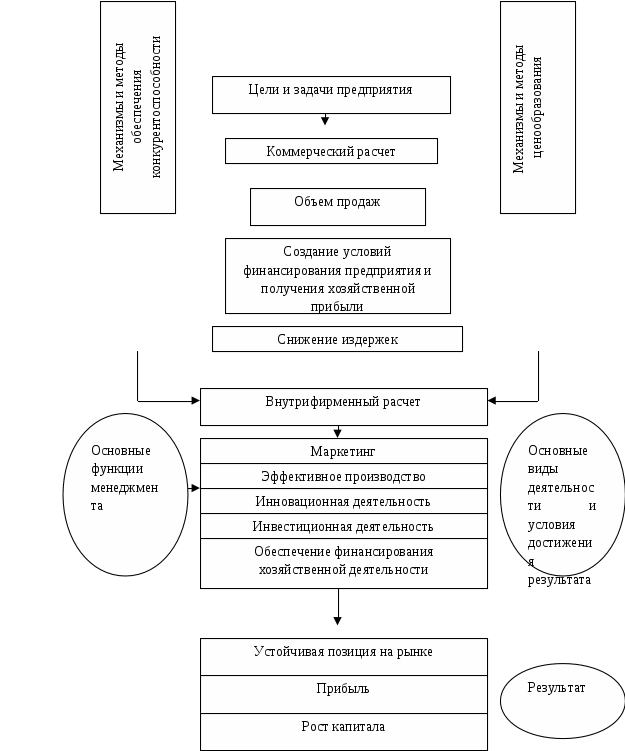 Механизмы и методы
обеспечения
конкурентоспособности
Механизмы и методы
ценообразования
Цели и задачи предприятия
Коммерческий расчет
Объем продаж
Создание условий
финансирования предприятия и
получения хозяйственной
прибыли
Снижение издержек
Внутрифирменный расчет
Основные
функции
менеджмен
та
Маркетинг
Эффективное производство
Инновационная деятельность
Инвестиционная деятельность
Обеспечение финансирования
хозяйственной деятельности
Основные
виды
деятельнос
ти и
условия
достижени
я
результата
Устойчивая позиция на рынке
Прибыль
Рост капитала
Результат